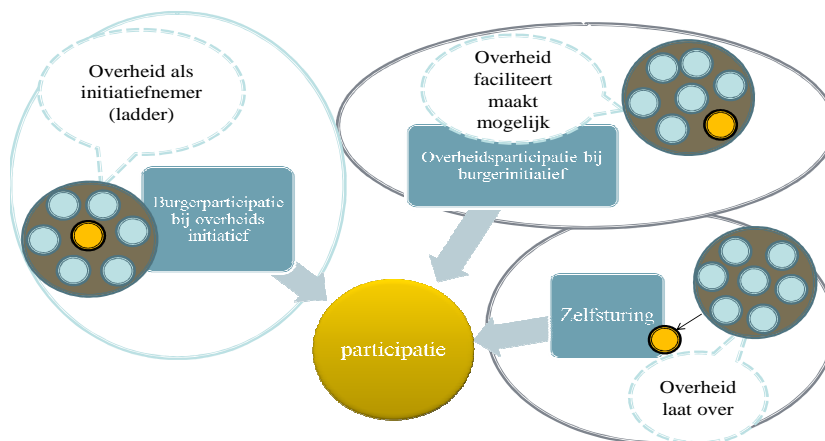 Overheid als
initiatiefnemer
(ladder)
Burgerparticipatie
bij overheids
initiatief
Overheid
faciliteert
maakt
mogelijk
Overheidsparticipatie bij
burgerinitiatief
Zelfsturing
participatie
Overheid
laat over